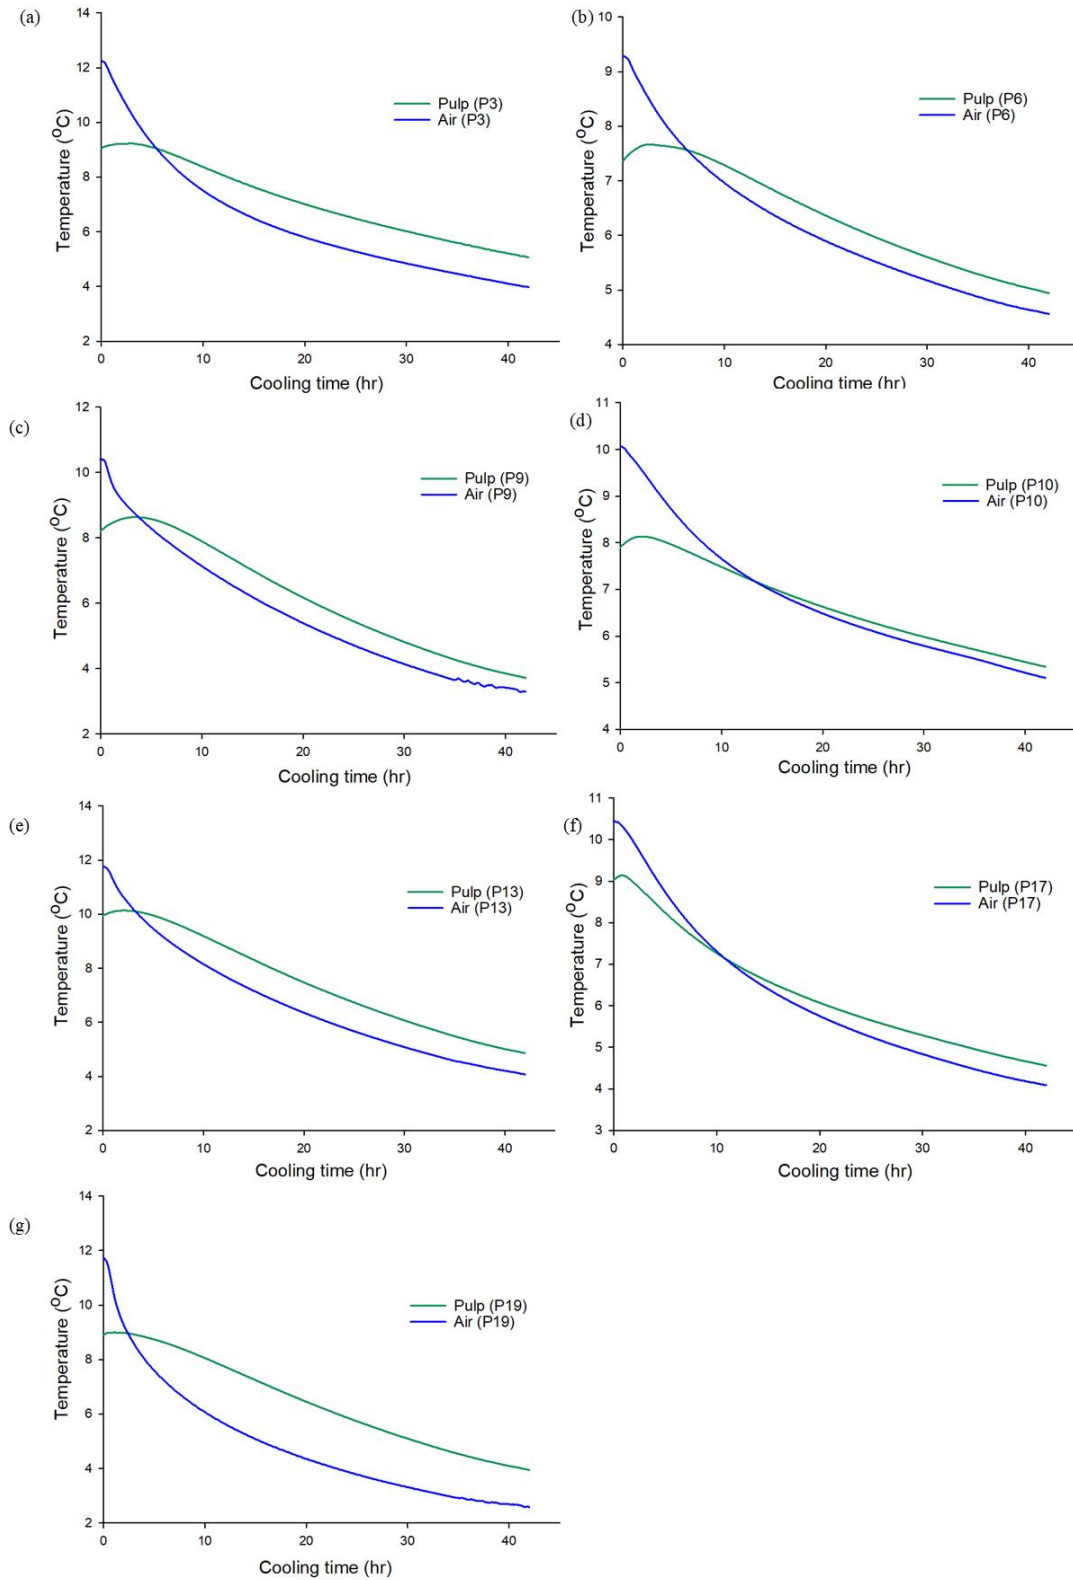 (a)
14
12
10
8
6
4
2
Temperature (°C)
Pulp (P3)
Air (P3)
0 10 20 30 40
Cooling time (hr)
(b)
10
9
8
7
6
5
4
Temperature (°C)
Pulp (P6)
Air (P6)
0 10 20 30 40
Cooling time (hr)
(c)
12
10
8
6
4
2
Temperature (°C)
Pulp (P9)
Air (P9)
0 10 20 30 40
Cooling time (hr)
(d)
11
10
9
8
7
6
5
4
Temperature (°C)
Pulp (P10)
Air (P10)
0 10 20 30 40
Cooling time (hr)
(e)
14
12
10
8
6
4
2
Temperature (°C)
Pulp (P13)
Air (P13)
0 10 20 30 40
Cooling time (hr)
(f)
11
10
9
8
7
6
5
4
3
Temperature (°C)
Pulp (P17)
Air (P17)
0 10 20 30 40
Cooling time (hr)
(g)
14
12
10
8
6
4
2
Temperature (°C)
Pulp (P19)
Air (P19)
0 10 20 30 40
Cooling time (hr)